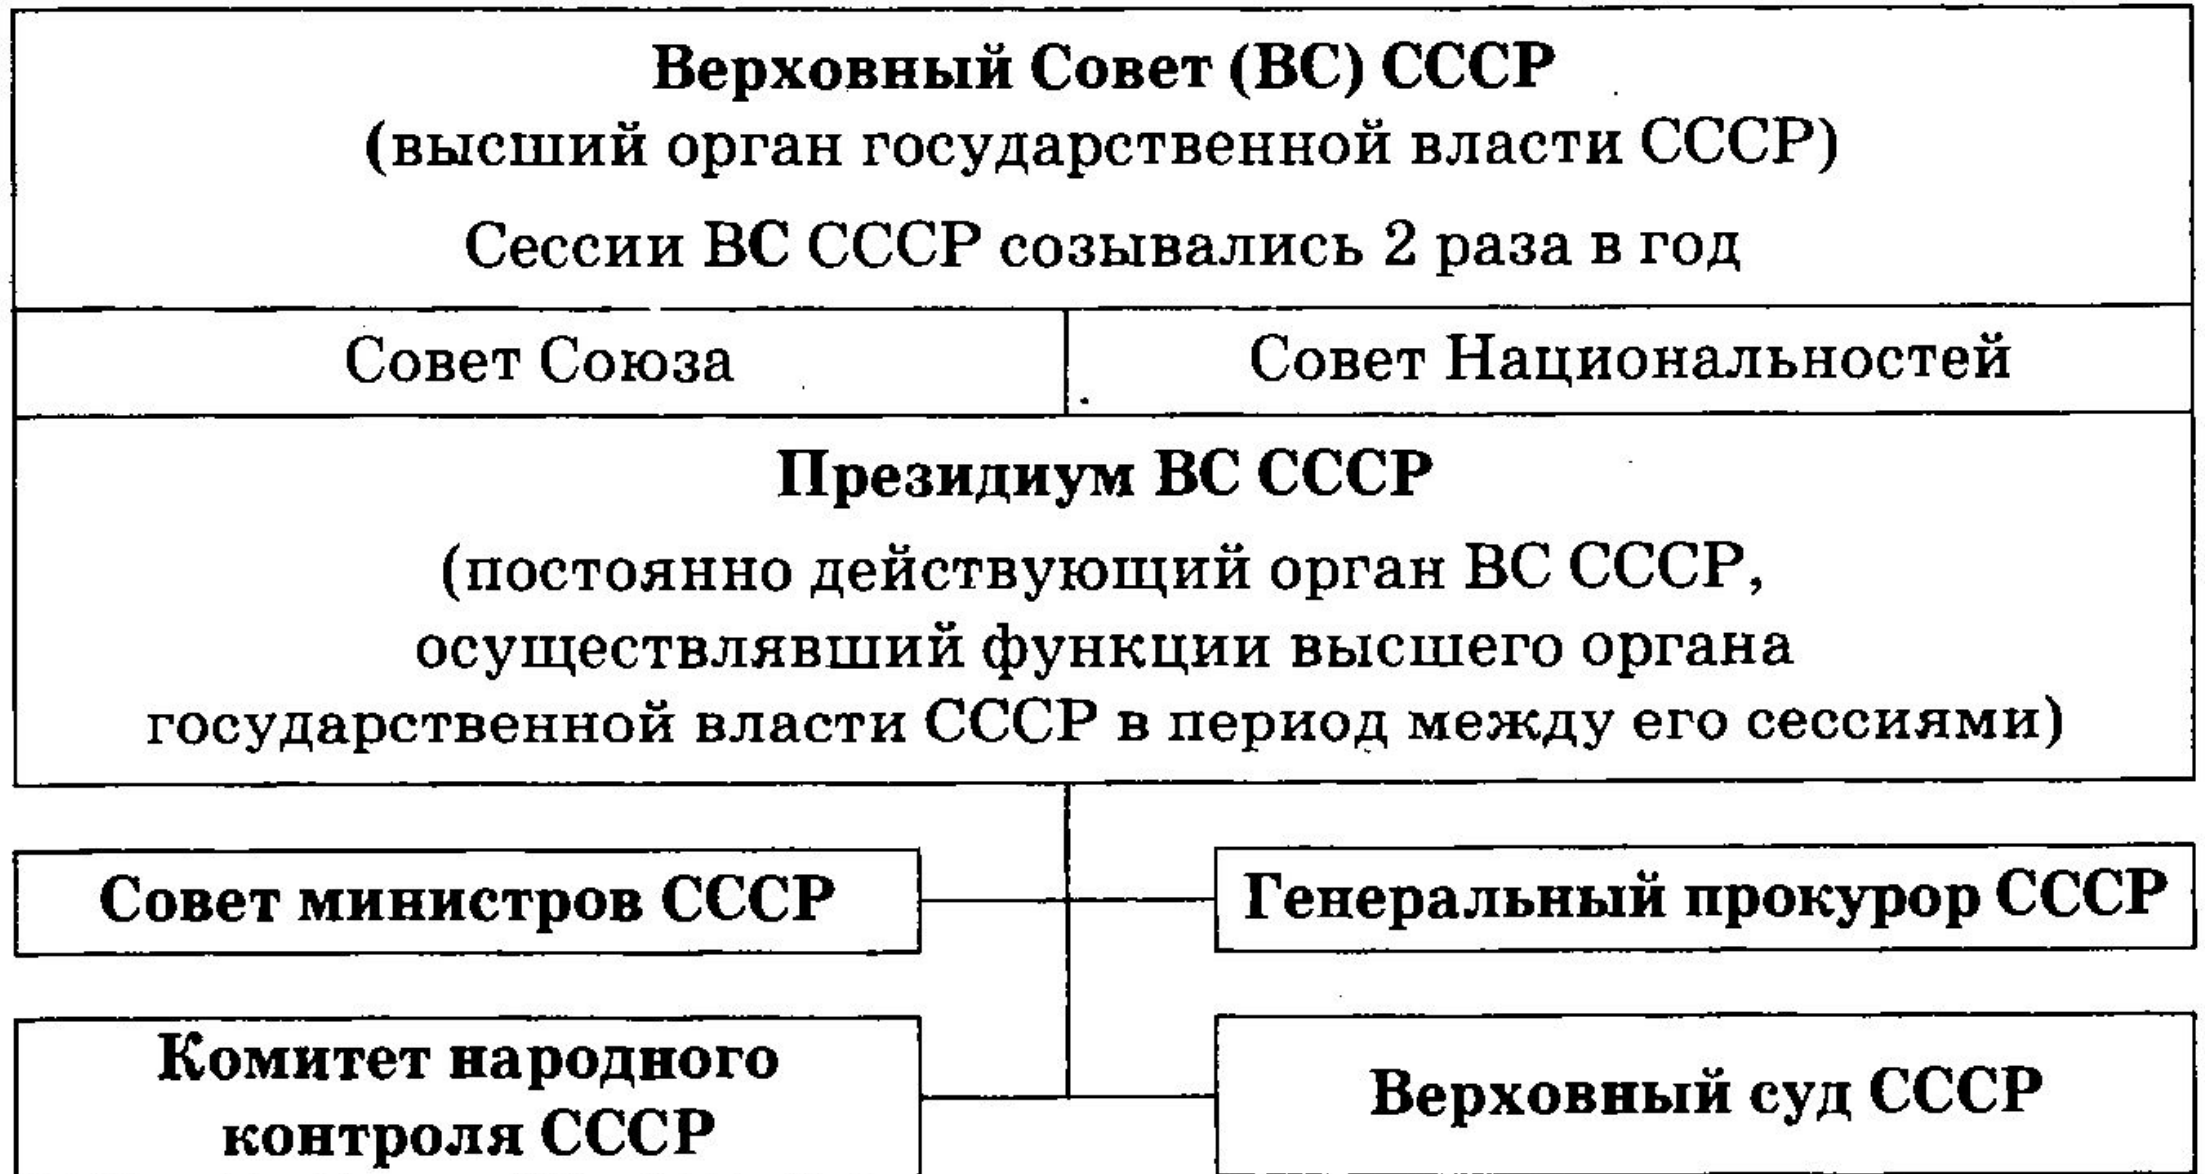 Верховный Совет (ВС) СССР
(высший орган государственной власти СССР)
Сессии ВС СССР созывались 2 раза в год
Совет Союза
Совет Национальностей
Президиум ВС СССР
(постоянно действующий орган ВС СССР,
осуществлявший функции высшего органа
государственной власти СССР в период между его сессиями)
Совет министров СССР
Генеральный прокурор СССР
Комитет народного
контроля СССР
Верховный суд СССР